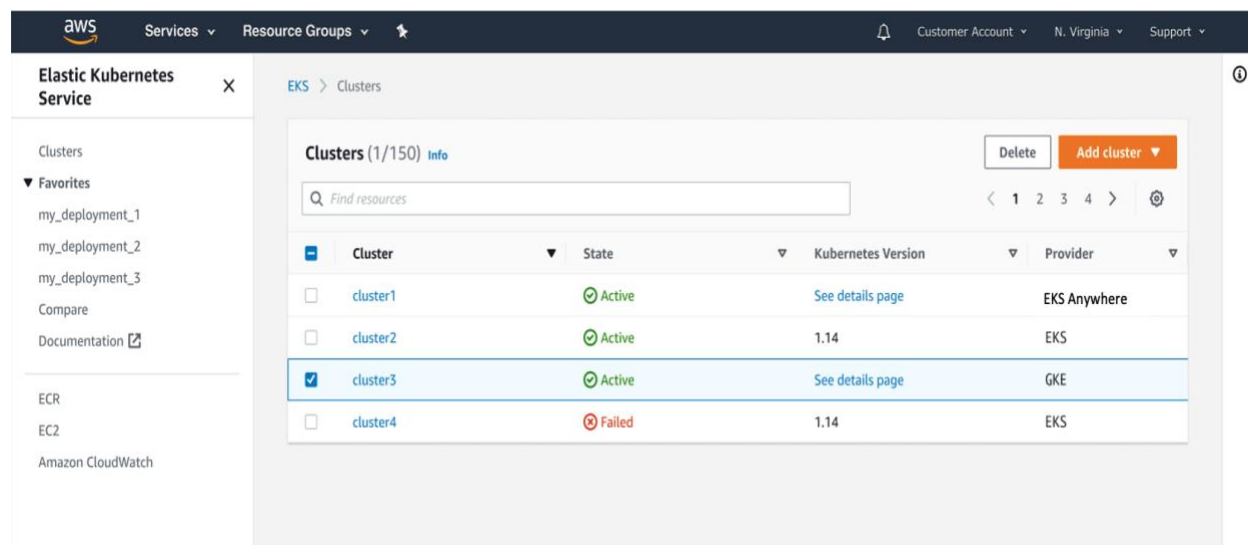 aws Services Resource Groups Customer Account N. Virginia Support
Elastic Kubernetes
Service
EKS > Clusters
Clusters
Favorites
my_deployment_1
my_deployment_2
my_deployment_3
Compare
Documentation
ECR
EC2
Amazon CloudWatch
Clusters (1/150) Info Delete Add cluster
Find resources < 1 2 3 4 >
Cluster State Kubernetes Version Provider
cluster1 Active See details page EKS Anywhere
cluster2 Active 1.14 EKS
cluster3 Active See details page GKE
cluster4 Failed 1.14 EKS